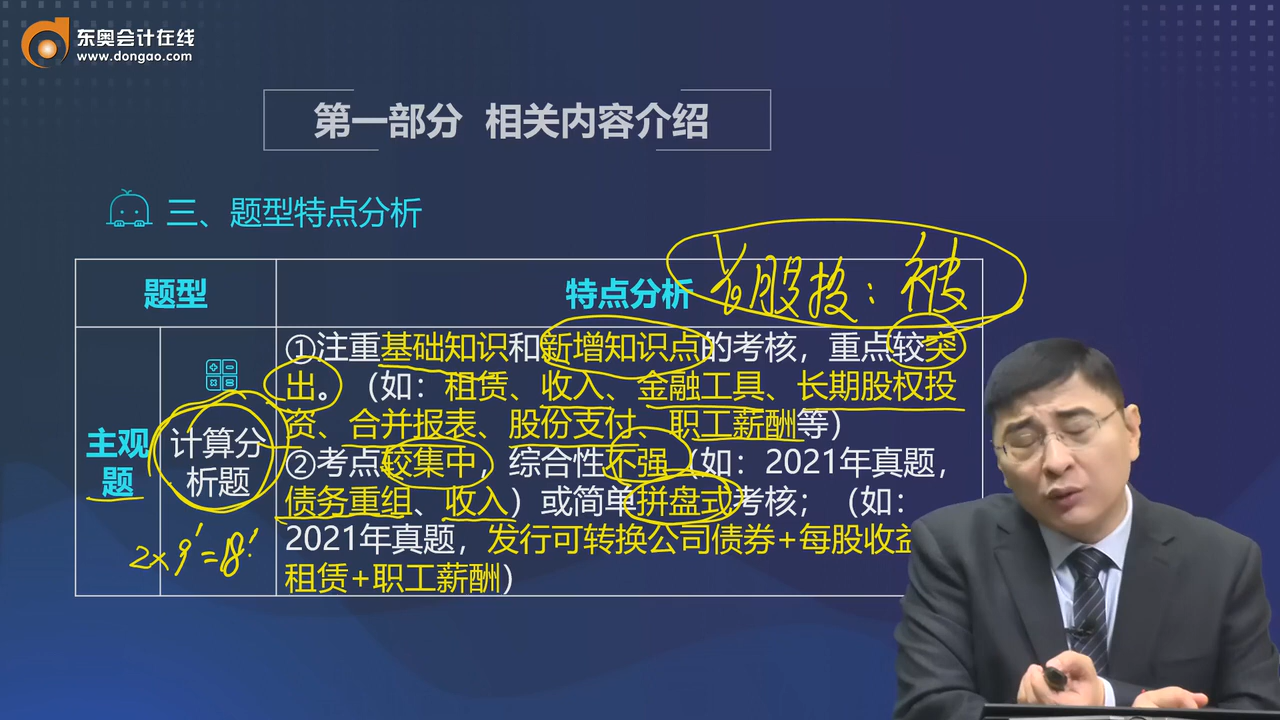 东奥会计在线
www.dongao.com
第一部分 相关内容介绍
三、题型特点分析
题型
特点分析
长股投：被
主观题
计算分析题
2×9'=18'
①注重基础知识和新增知识点的考核，重点较突
出。（如：租赁、收入、金融工具、长期股权投
资、合并报表、股份支付、职工薪酬等）
②考点较集中，综合性不强（如：2021年真题，
债务重组、收入）或简单拼盘式考核；（如：
2021年真题，发行可转换公司债券+每股收益
租赁+职工薪酬）